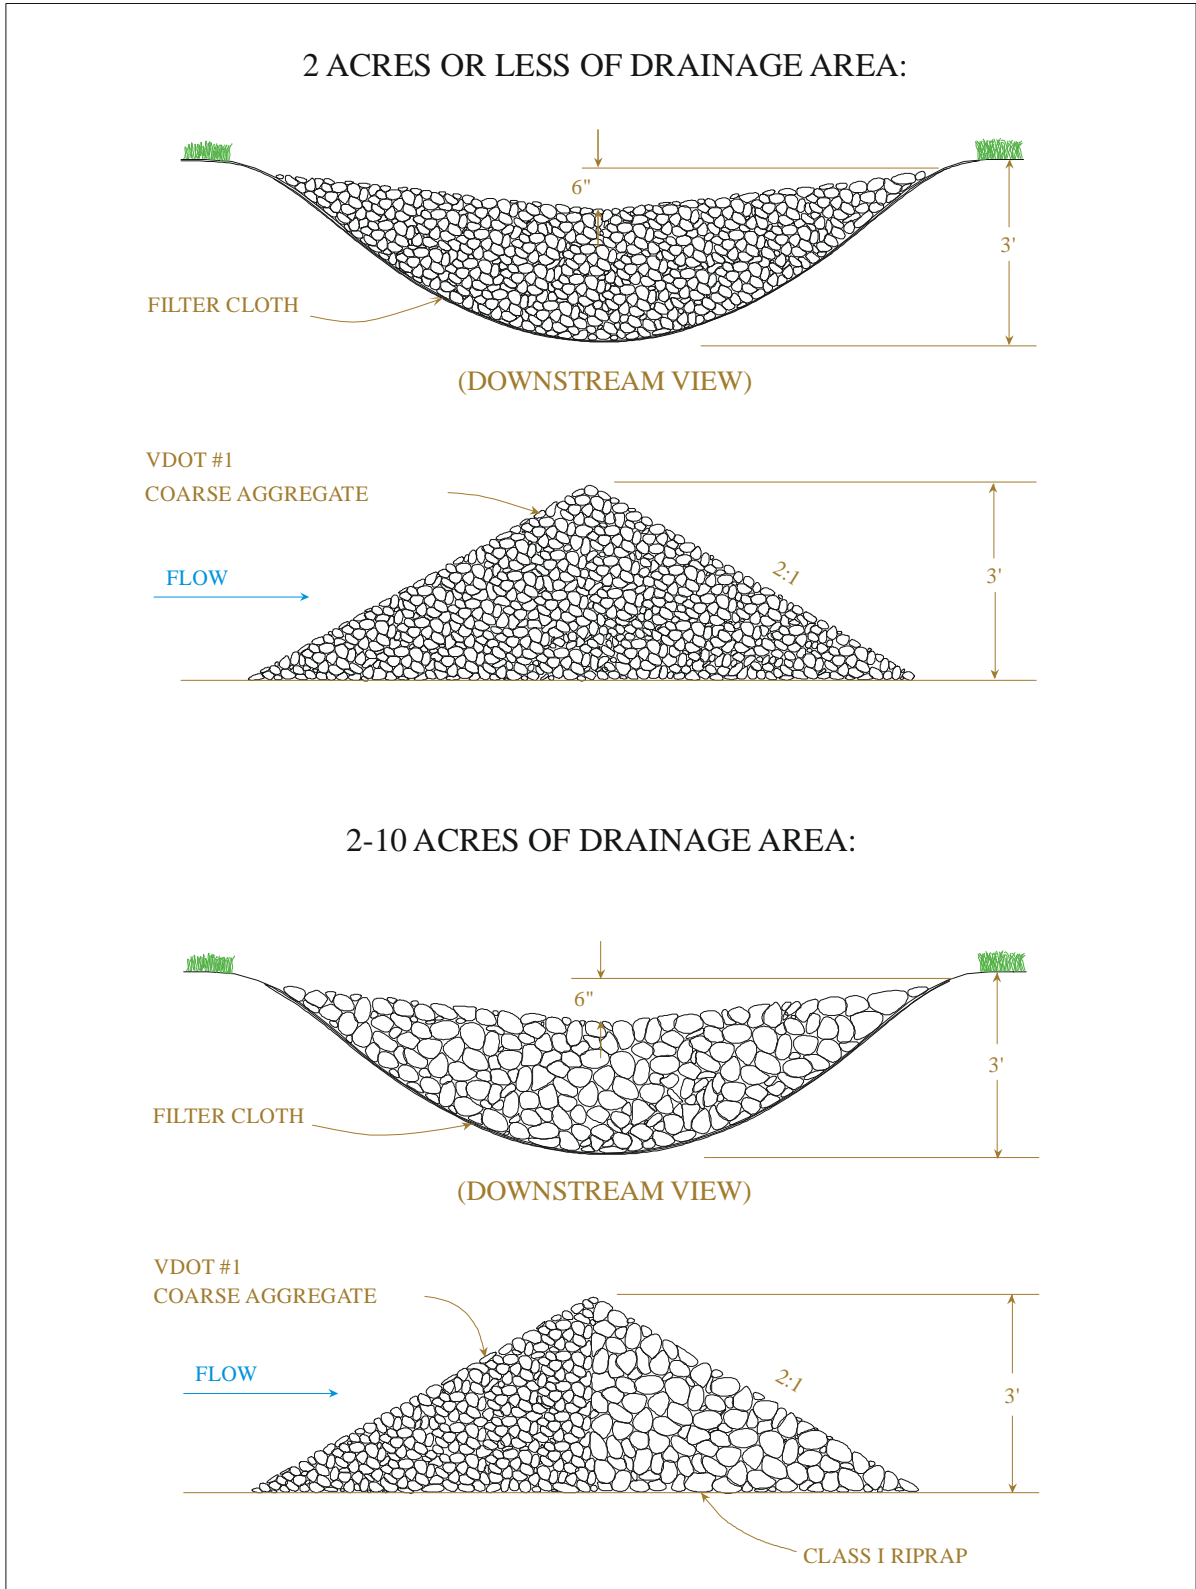 2 ACRES OR LESS OF DRAINAGE AREA:
6"
3'
FILTER CLOTH
(DOWNSTREAM VIEW)
VDOT #1
COARSE AGGREGATE
FLOW
2:1
3'
2-10 ACRES OF DRAINAGE AREA:
6"
3'
FILTER CLOTH
(DOWNSTREAM VIEW)
VDOT #1
COARSE AGGREGATE
FLOW
2:1
3'
CLASS I RIPRAP